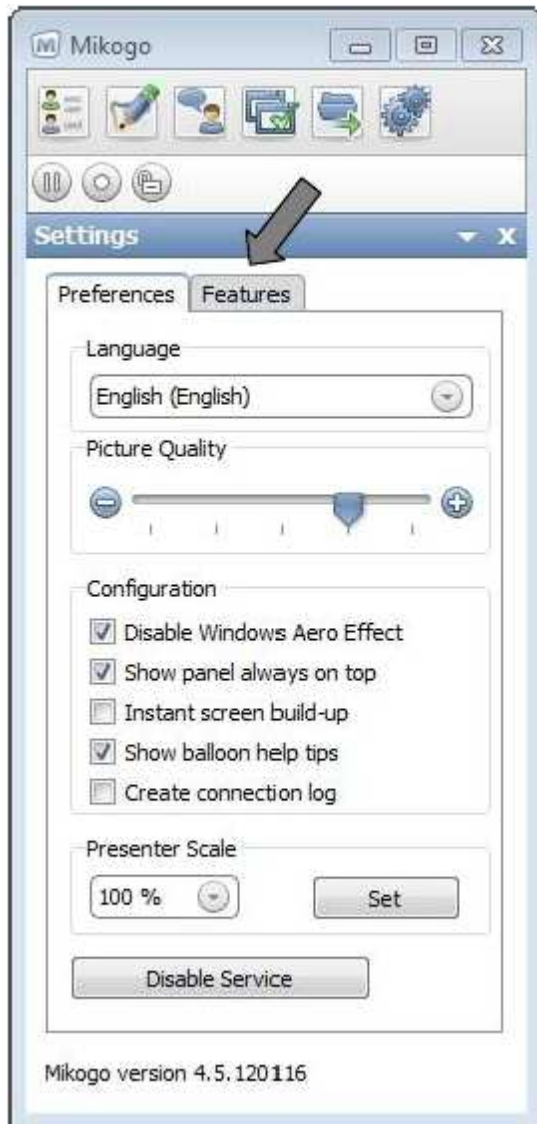 Mikogo
Settings
Preferences Features
Language
English (English)
Picture Quality
Configuration
Disable Windows Aero Effect
Show panel always on top
Instant screen build-up
Show balloon help tips
Create connection log
Presenter Scale
100 % Set
Disable Service
Mikogo version 4.5.120116